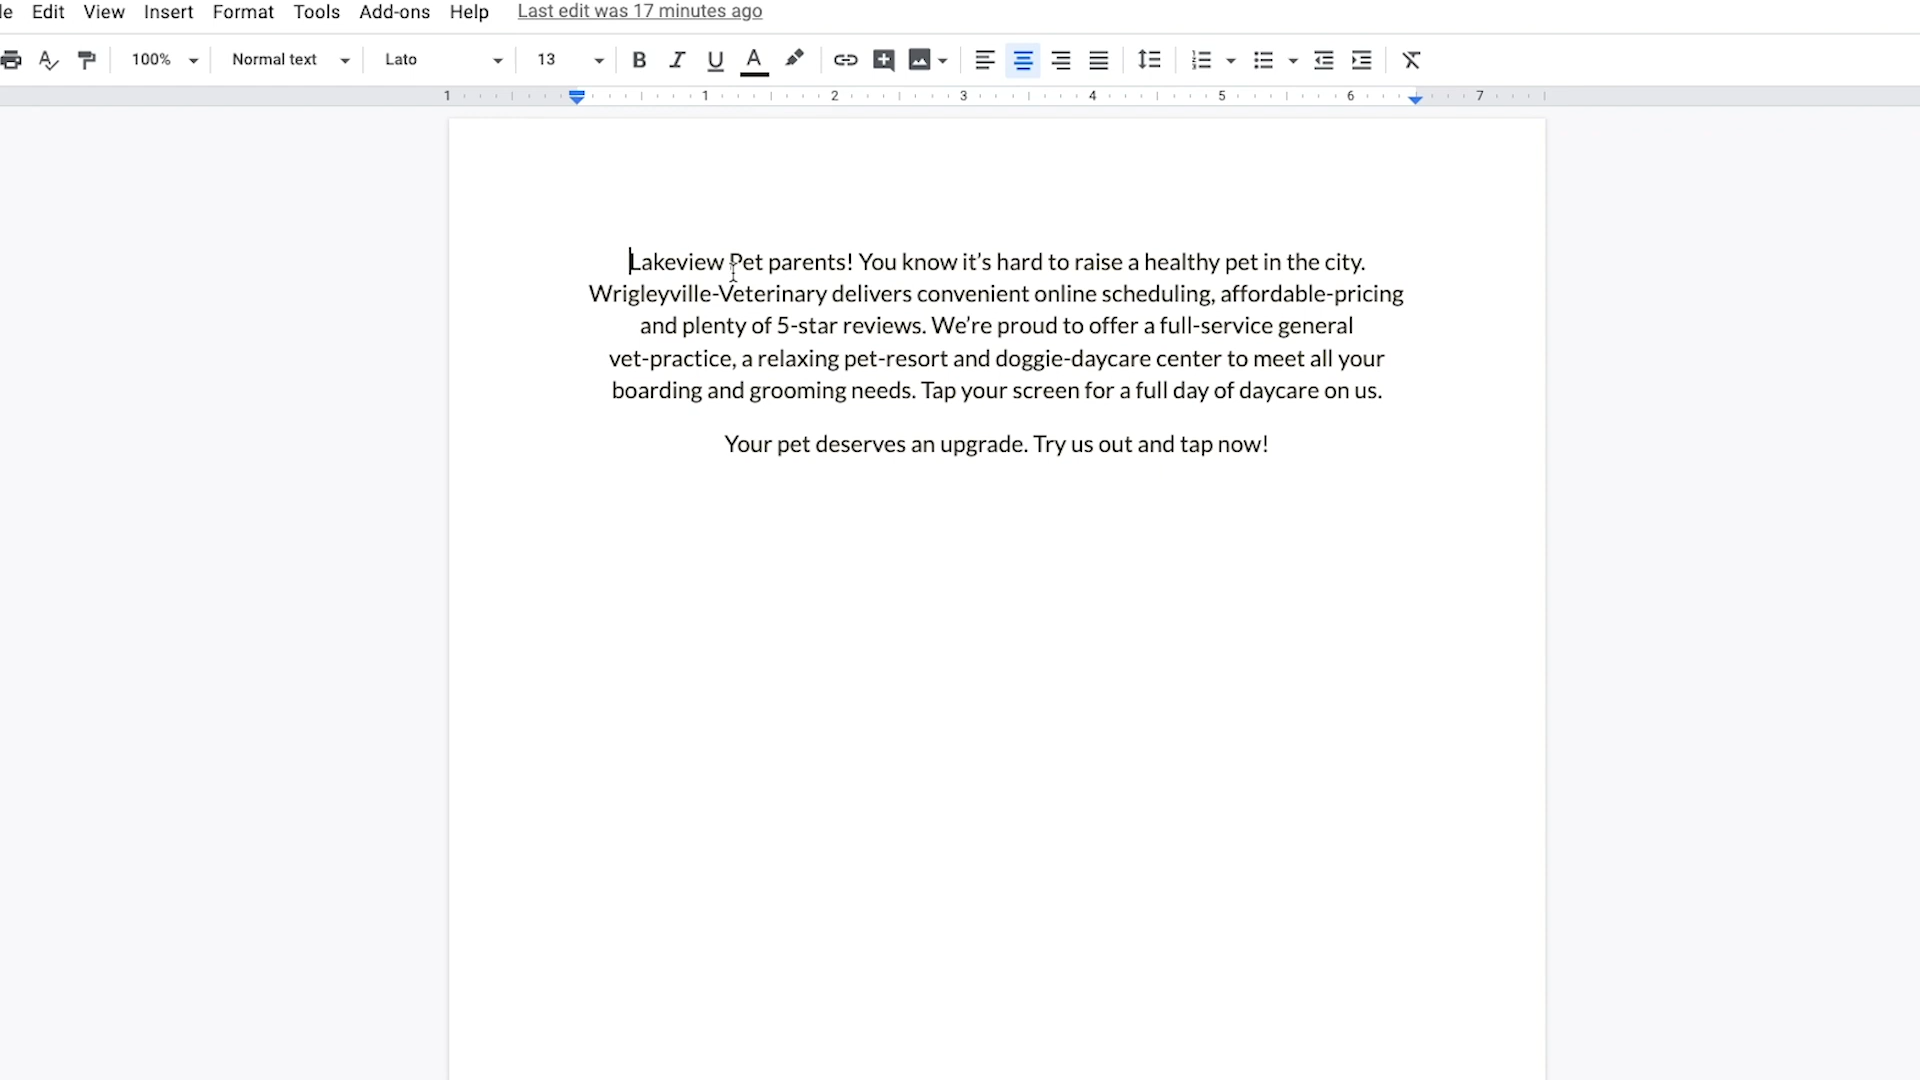 le Edit View Insert Format Tools Add-ons Help Last edit was 17 minutes ago
100% Normal text Lato 13 B I U A
1 1 2 3 4 5 6 7
Lakeview Pet parents! You know it’s hard to raise a healthy pet in the city.
Wrigleyville-Veterinary delivers convenient online scheduling, affordable-pricing
and plenty of 5-star reviews. We’re proud to offer a full-service general
vet-practice, a relaxing pet-resort and doggie-daycare center to meet all your
boarding and grooming needs. Tap your screen for a full day of daycare on us.
Your pet deserves an upgrade. Try us out and tap now!